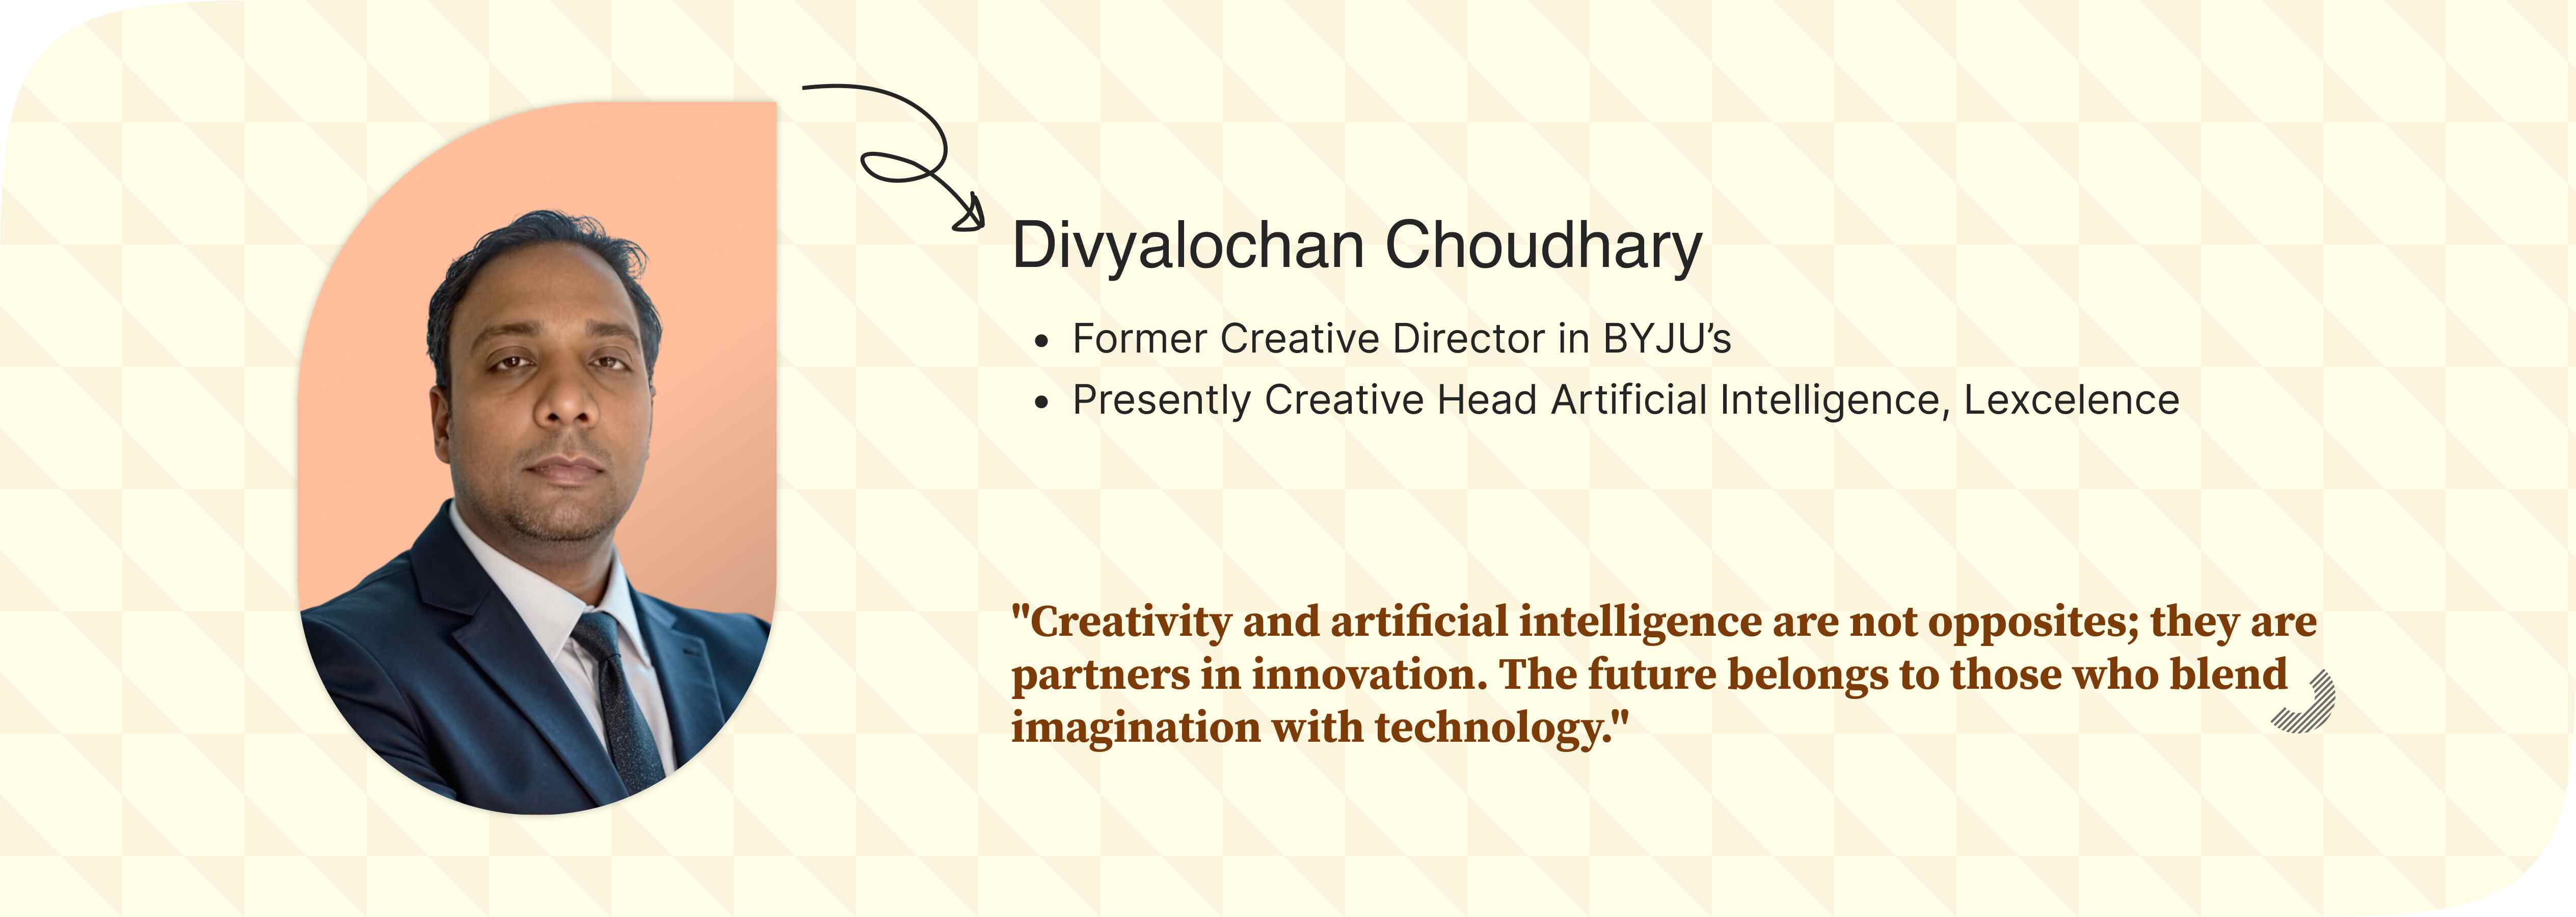 Divyalochan Choudhary
• Former Creative Director in BYJU’s
• Presently Creative Head Artificial Intelligence, Lexcelence
"Creativity and artificial intelligence are not opposites; they are
partners in innovation. The future belongs to those who blend
imagination with technology."